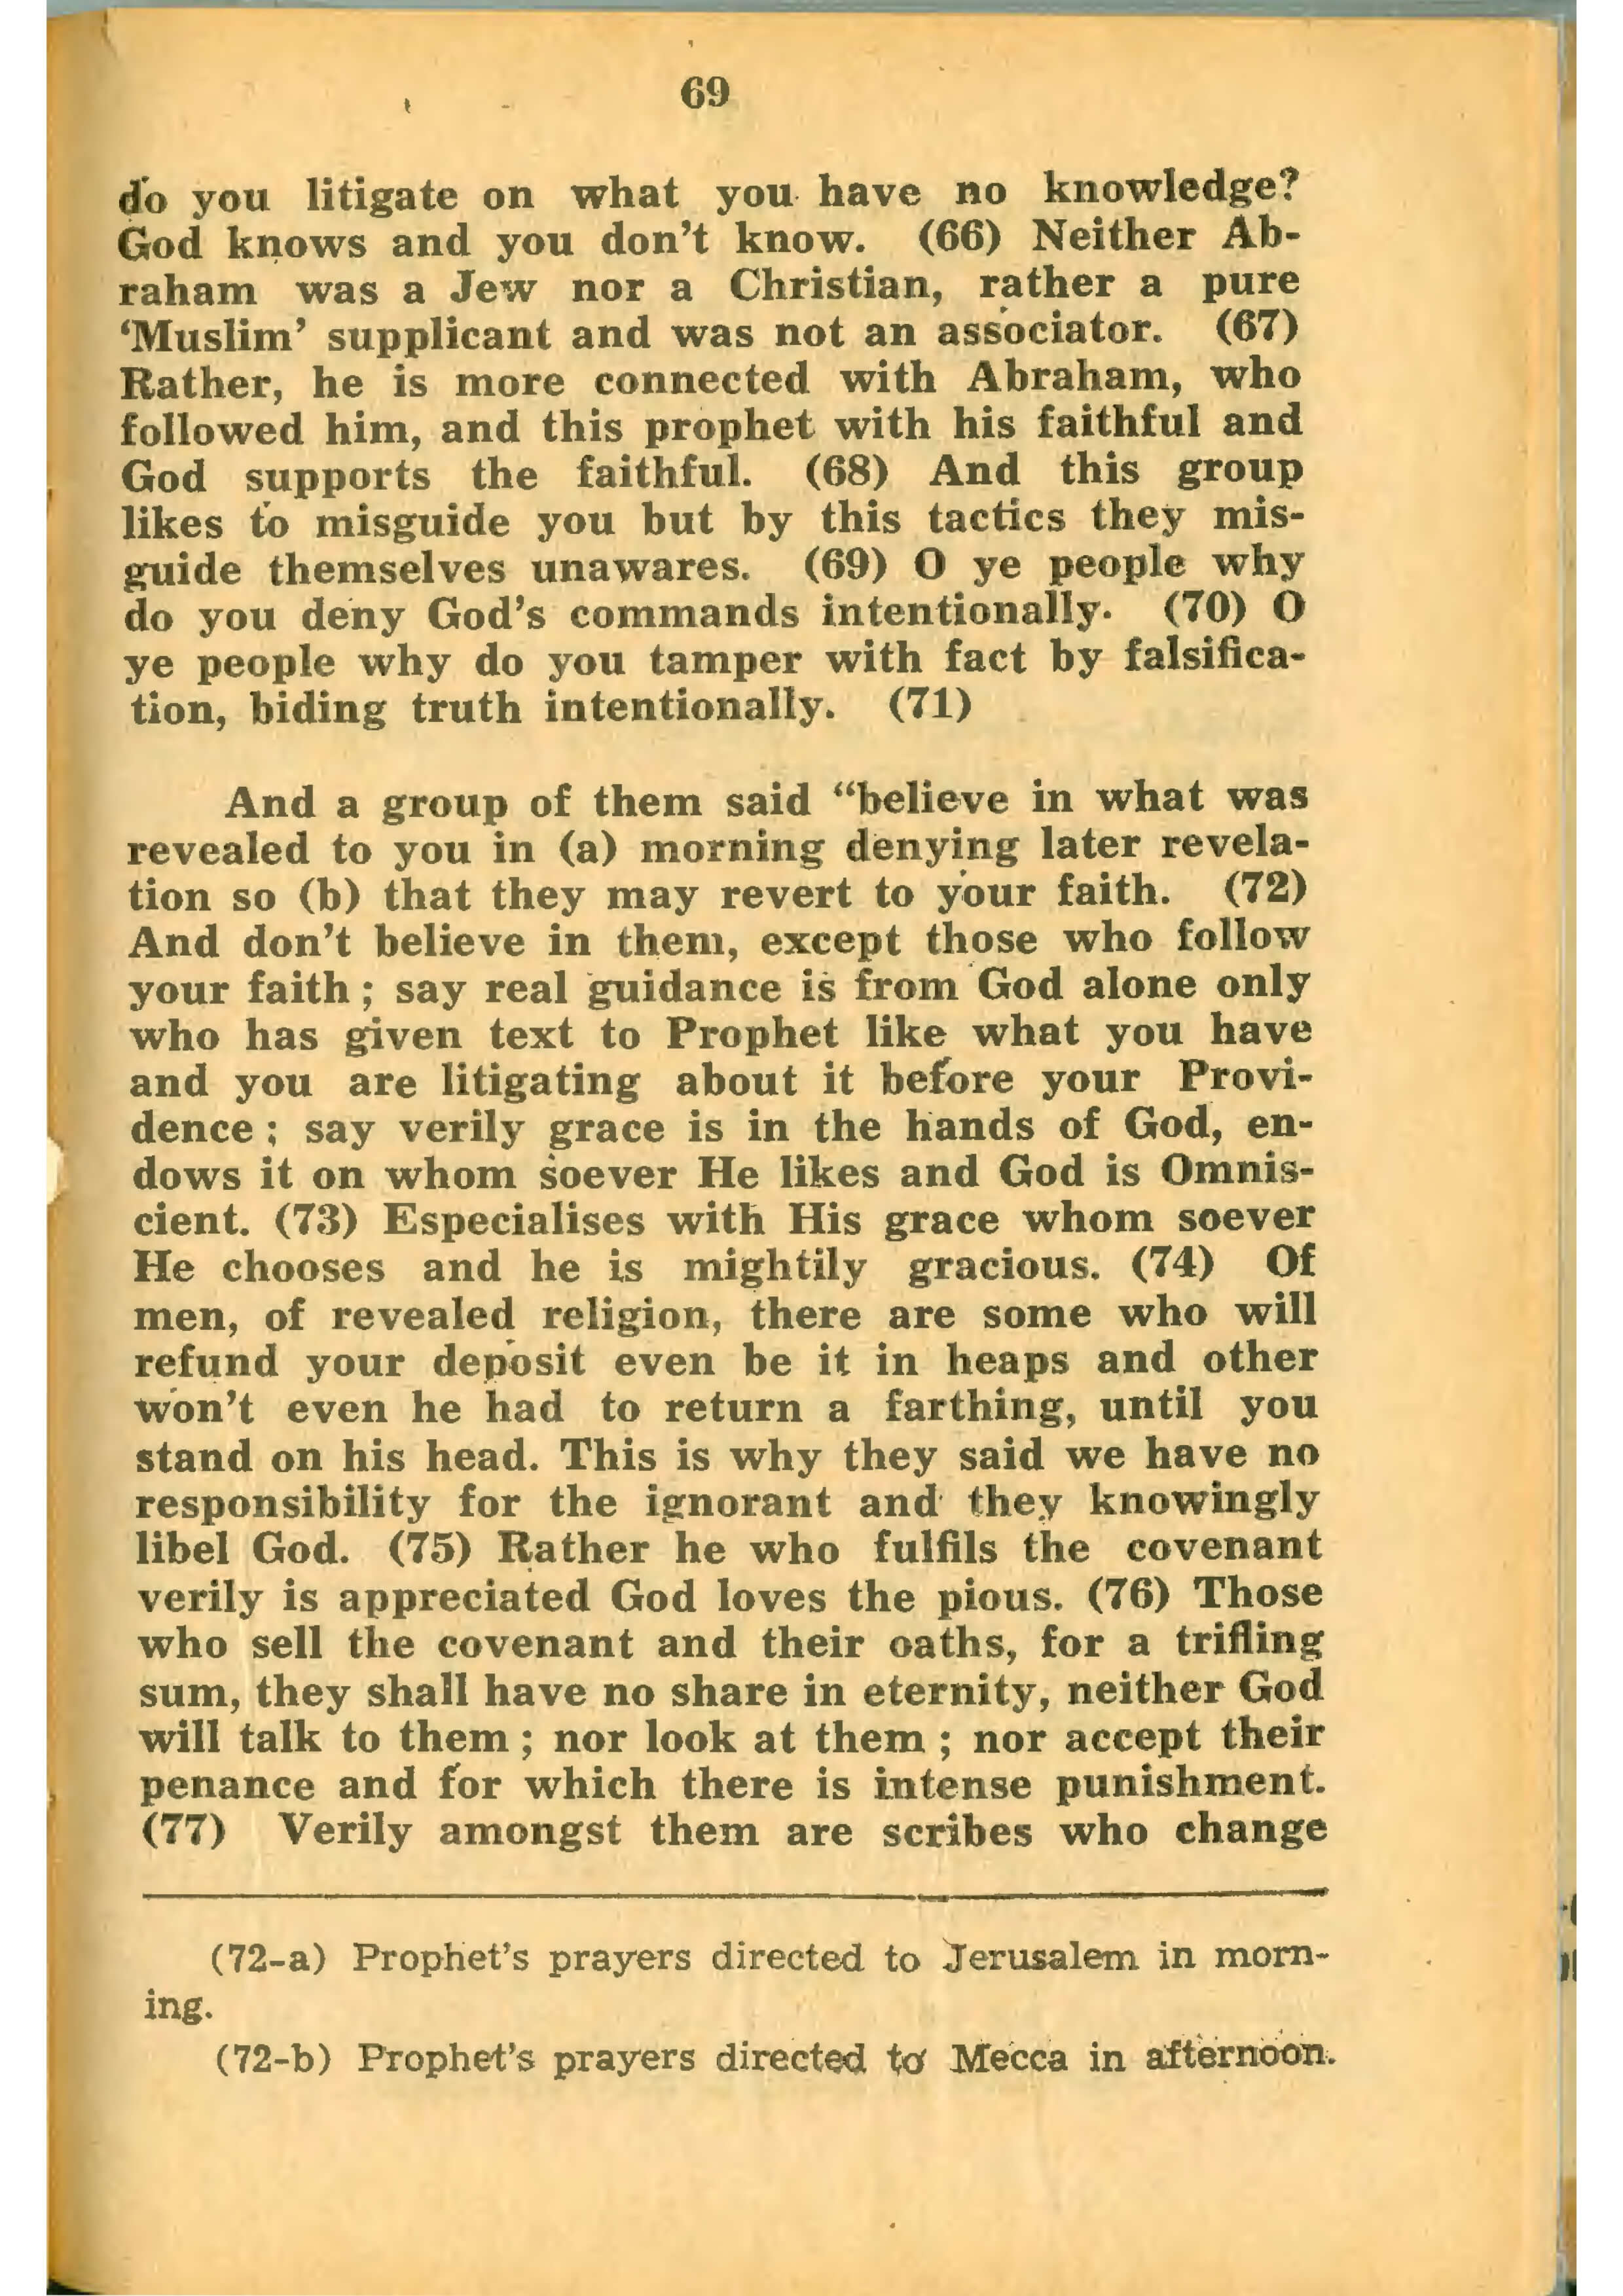 69
do you litigate on what you have no knowledge?
God knows and you don't know. (66) Neither Ab-
raham was a Jew nor a Christian, rather a pure
‘Muslim’ supplicant and was not an associator. (67)
Rather, he is more connected with Abraham, who
followed him, and this prophet with his faithful and
God supports the faithful. (68) And this group
likes to misguide you but by this tactics they mis-
guide themselves unawares. (69) O ye people why
do you deny God's commands intentionally. (70) O
ye people why do you tamper with fact by falsifica-
tion, biding truth intentionally. (71)
And a group of them said “believe in what was
revealed to you in (a) morning denying later revela-
tion so (b) that they may revert to your faith. (72)
And don't believe in them, except those who follow
your faith ; say real guidance is from God alone only
who has given text to Prophet like what you have
and you are litigating about it before your Provi-
dence ; say verily grace is in the hands of God, en-
dows it on whom soever He likes and God is Omnis-
cient. (73) Especialises with His grace whom soever
He chooses and he is mightily gracious. (74) Of
men, of revealed religion, there are some who will
refund your deposit even be it in heaps and other
won't even he had to return a farthing, until you
stand on his head. This is why they said we have no
responsibility for the ignorant and they knowingly
libel God. (75) Rather he who fulfils the covenant
verily is appreciated God loves the pious. (76) Those
who sell the covenant and their oaths, for a trifling
sum, they shall have no share in eternity, neither God
will talk to them ; nor look at them ; nor accept their
penance and for which there is intense punishment.
(77) Verily amongst them are scribes who change
(72-a) Prophet's prayers directed to Jerusalem in morn-
ing.
(72-b) Prophet's prayers directed to Mecca in afternoon.